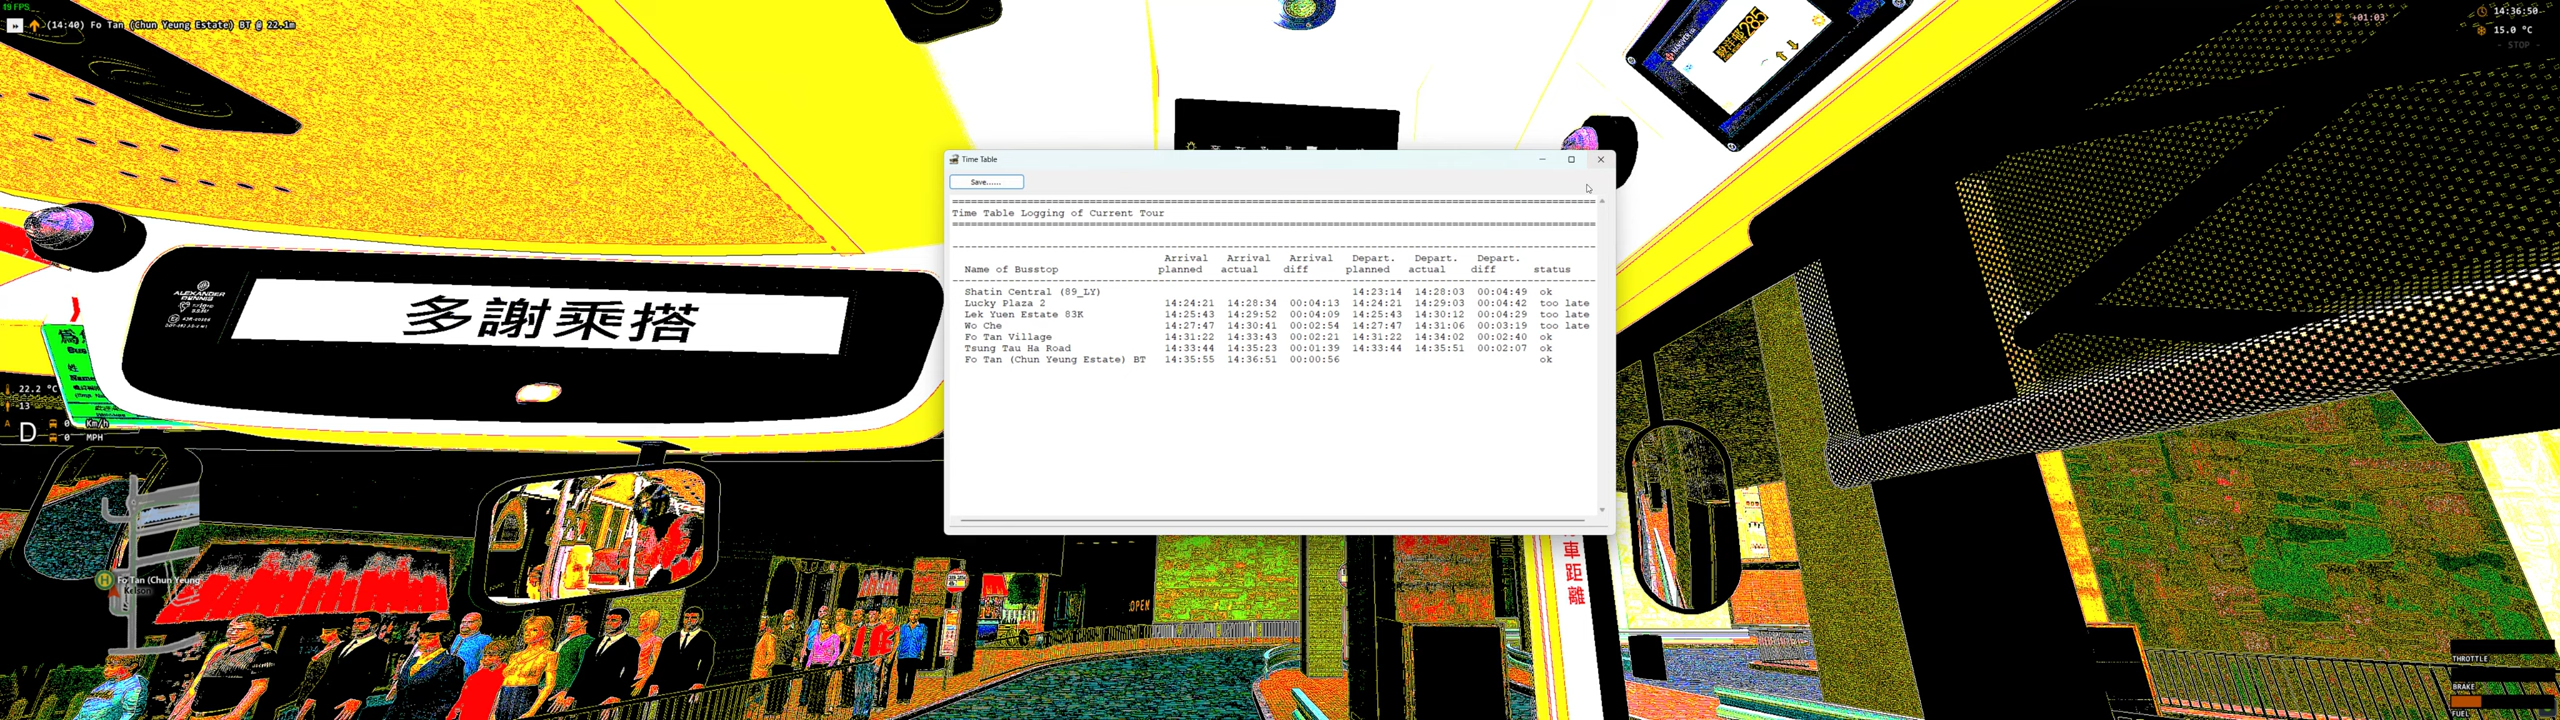 19 FPS
(14:40) Fo Tan (Chun Yeung Estate) BT @ 22.1m
+01:03
14:36:50
15.0 °C
- STOP -
285
Time Table
Save......
Time Table Logging of Current Tour
Arrival Arrival Arrival Depart. Depart. Depart.
Name of Busstop planned actual diff planned actual diff status
Shatin Central (89_LY) 14:23:14 14:28:03 00:04:49 ok
Lucky Plaza 2 14:24:21 14:28:34 00:04:13 14:24:21 14:29:03 00:04:42 too late
Lek Yuen Estate 83K 14:25:43 14:29:52 00:04:09 14:25:43 14:30:12 00:04:29 too late
Wo Che 14:27:47 14:30:41 00:02:54 14:27:47 14:31:06 00:03:19 too late
Fo Tan Village 14:31:22 14:33:43 00:02:21 14:31:22 14:34:02 00:02:40 ok
Tsung Tau Ha Road 14:33:44 14:35:23 00:01:39 14:33:44 14:35:51 00:02:07 ok
Fo Tan (Chun Yeung Estate) BT 14:35:55 14:36:51 00:00:56 ok
ALEXANDER
DENNIS
多謝乘搭
姓
Name
22.2 °C
13
A
D
0 Km/h
0 MPH
Fo Tan (Chun Yeung
OPEN
車距離
THROTTLE
BRAKE
FUEL